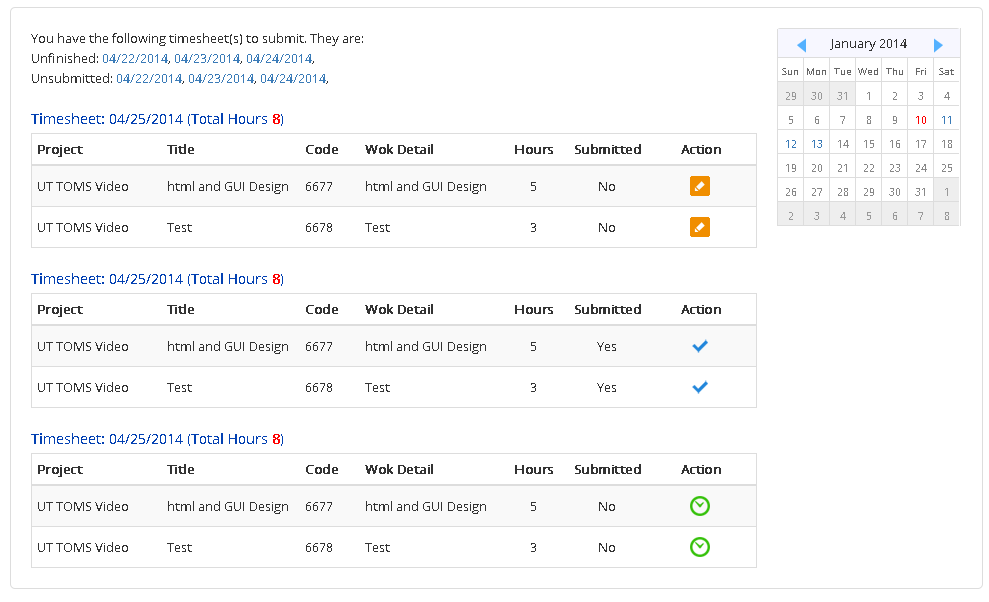 You have the following timesheet(s) to submit. They are:
Unfinished: 04/22/2014, 04/23/2014, 04/24/2014,
Unsubmitted: 04/22/2014, 04/23/2014, 04/24/2014,
Timesheet: 04/25/2014 (Total Hours 8)
Project Title Code Wok Detail Hours Submitted Action
UT TOMS Video html and GUI Design 6677 html and GUI Design 5 No
UT TOMS Video Test 6678 Test 3 No
Timesheet: 04/25/2014 (Total Hours 8)
Project Title Code Wok Detail Hours Submitted Action
UT TOMS Video html and GUI Design 6677 html and GUI Design 5 Yes
UT TOMS Video Test 6678 Test 3 Yes
Timesheet: 04/25/2014 (Total Hours 8)
Project Title Code Wok Detail Hours Submitted Action
UT TOMS Video html and GUI Design 6677 html and GUI Design 5 No
UT TOMS Video Test 6678 Test 3 No
January 2014
Sun Mon Tue Wed Thu Fri Sat
29 30 31 1 2 3 4
5 6 7 8 9 10 11
12 13 14 15 16 17 18
19 20 21 22 23 24 25
26 27 28 29 30 31 1
2 3 4 5 6 7 8